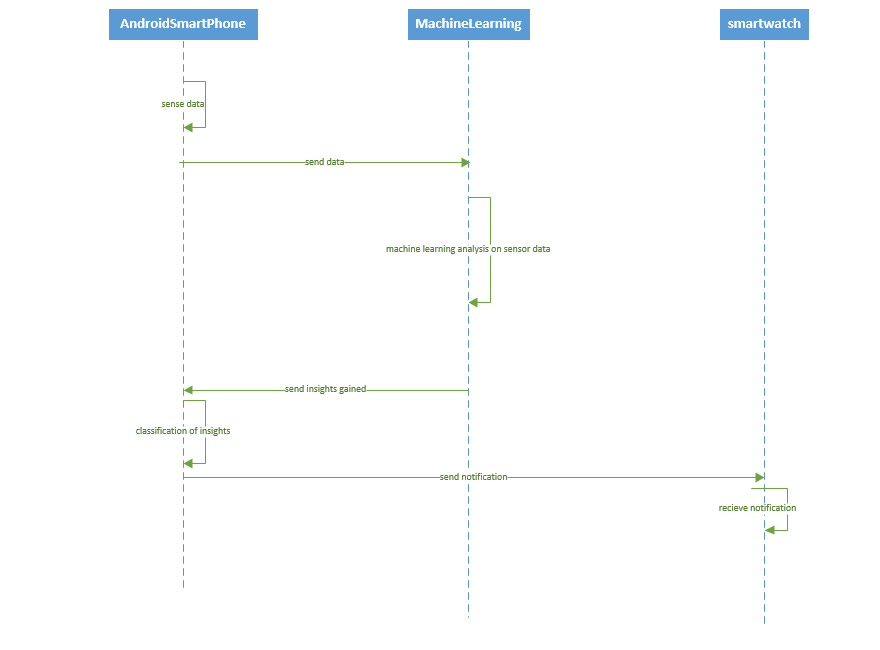 AndroidSmartPhone
MachineLearning
smartwatch
sense data
send data
machine learning analysis on sensor data
send insights gained
classification of insights
send notification
recieve notification